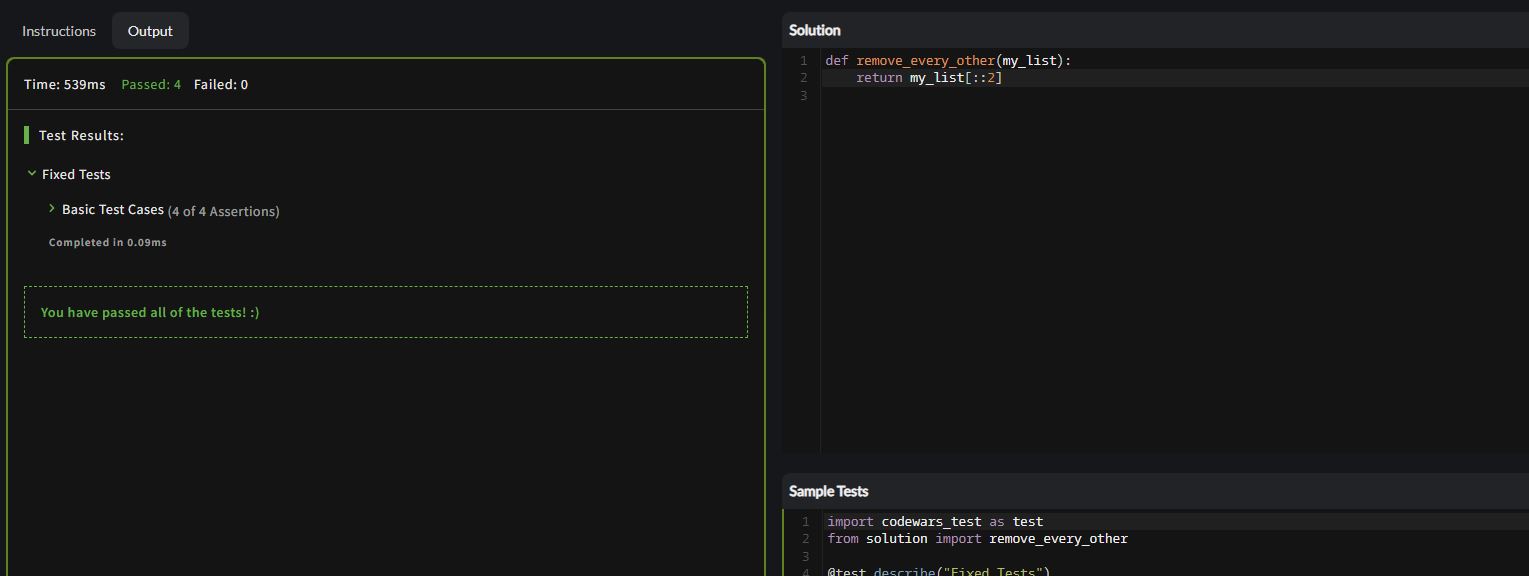 Instructions
Output
Time: 539ms Passed: 4 Failed: 0
Test Results:
Fixed Tests
Basic Test Cases (4 of 4 Assertions)
Completed in 0.09ms
You have passed all of the tests! :)
Solution
1 def remove_every_other(my_list):
2 return my_list[::2]
3
Sample Tests
1 import codewars_test as test
2 from solution import remove_every_other
3
4 @test.describe("Fixed Tests")